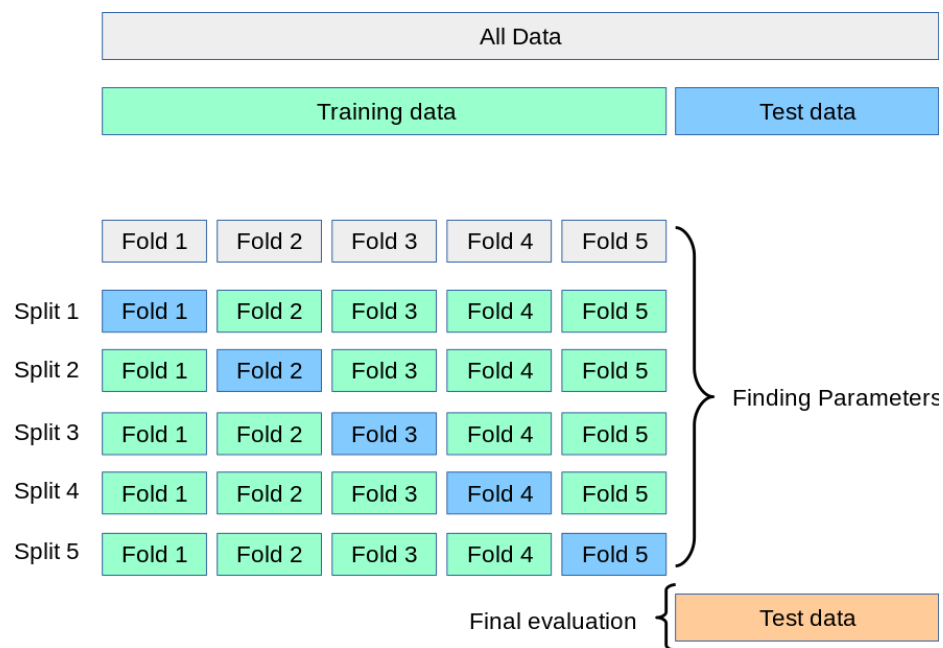 All Data
Training data Test data
Fold 1 Fold 2 Fold 3 Fold 4 Fold 5
Split 1 Fold 1 Fold 2 Fold 3 Fold 4 Fold 5
Split 2 Fold 1 Fold 2 Fold 3 Fold 4 Fold 5
Finding Parameters
Split 3 Fold 1 Fold 2 Fold 3 Fold 4 Fold 5
Split 4 Fold 1 Fold 2 Fold 3 Fold 4 Fold 5
Split 5 Fold 1 Fold 2 Fold 3 Fold 4 Fold 5
Final evaluation Test data